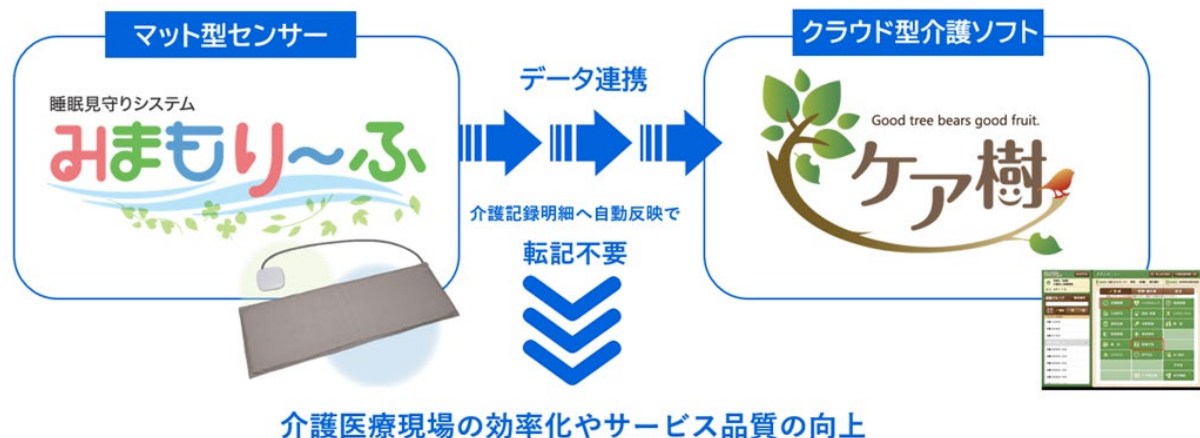 マット型センサー
睡眠見守りシステム
みまもり～ふ
データ連携
介護記録明細へ自動反映で
転記不要
クラウド型介護ソフト
Good tree bears good fruit.
ケア樹
介護医療現場の効率化やサービス品質の向上